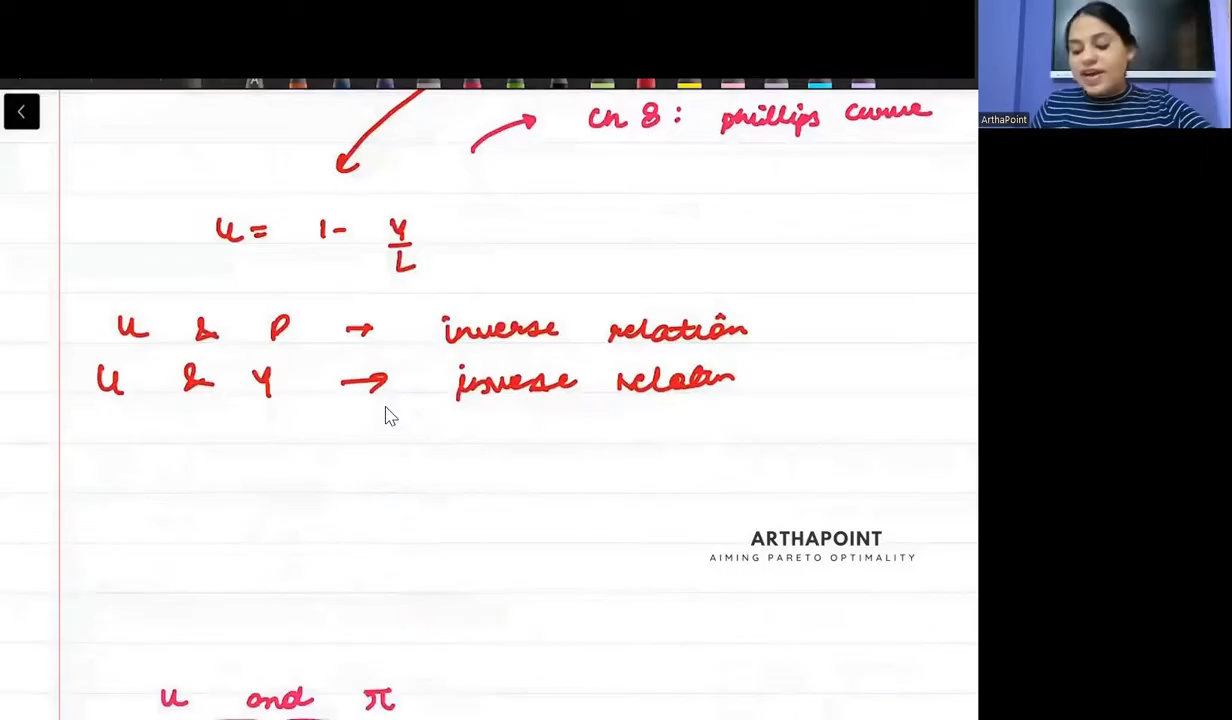 ch 8 : phillips curve
ArthaPoint
u = 1 - Y/L
u & P → inverse relation
u & Y → inverse relation
ARTHAPOINT
AIMING PARETO OPTIMALITY
u and π